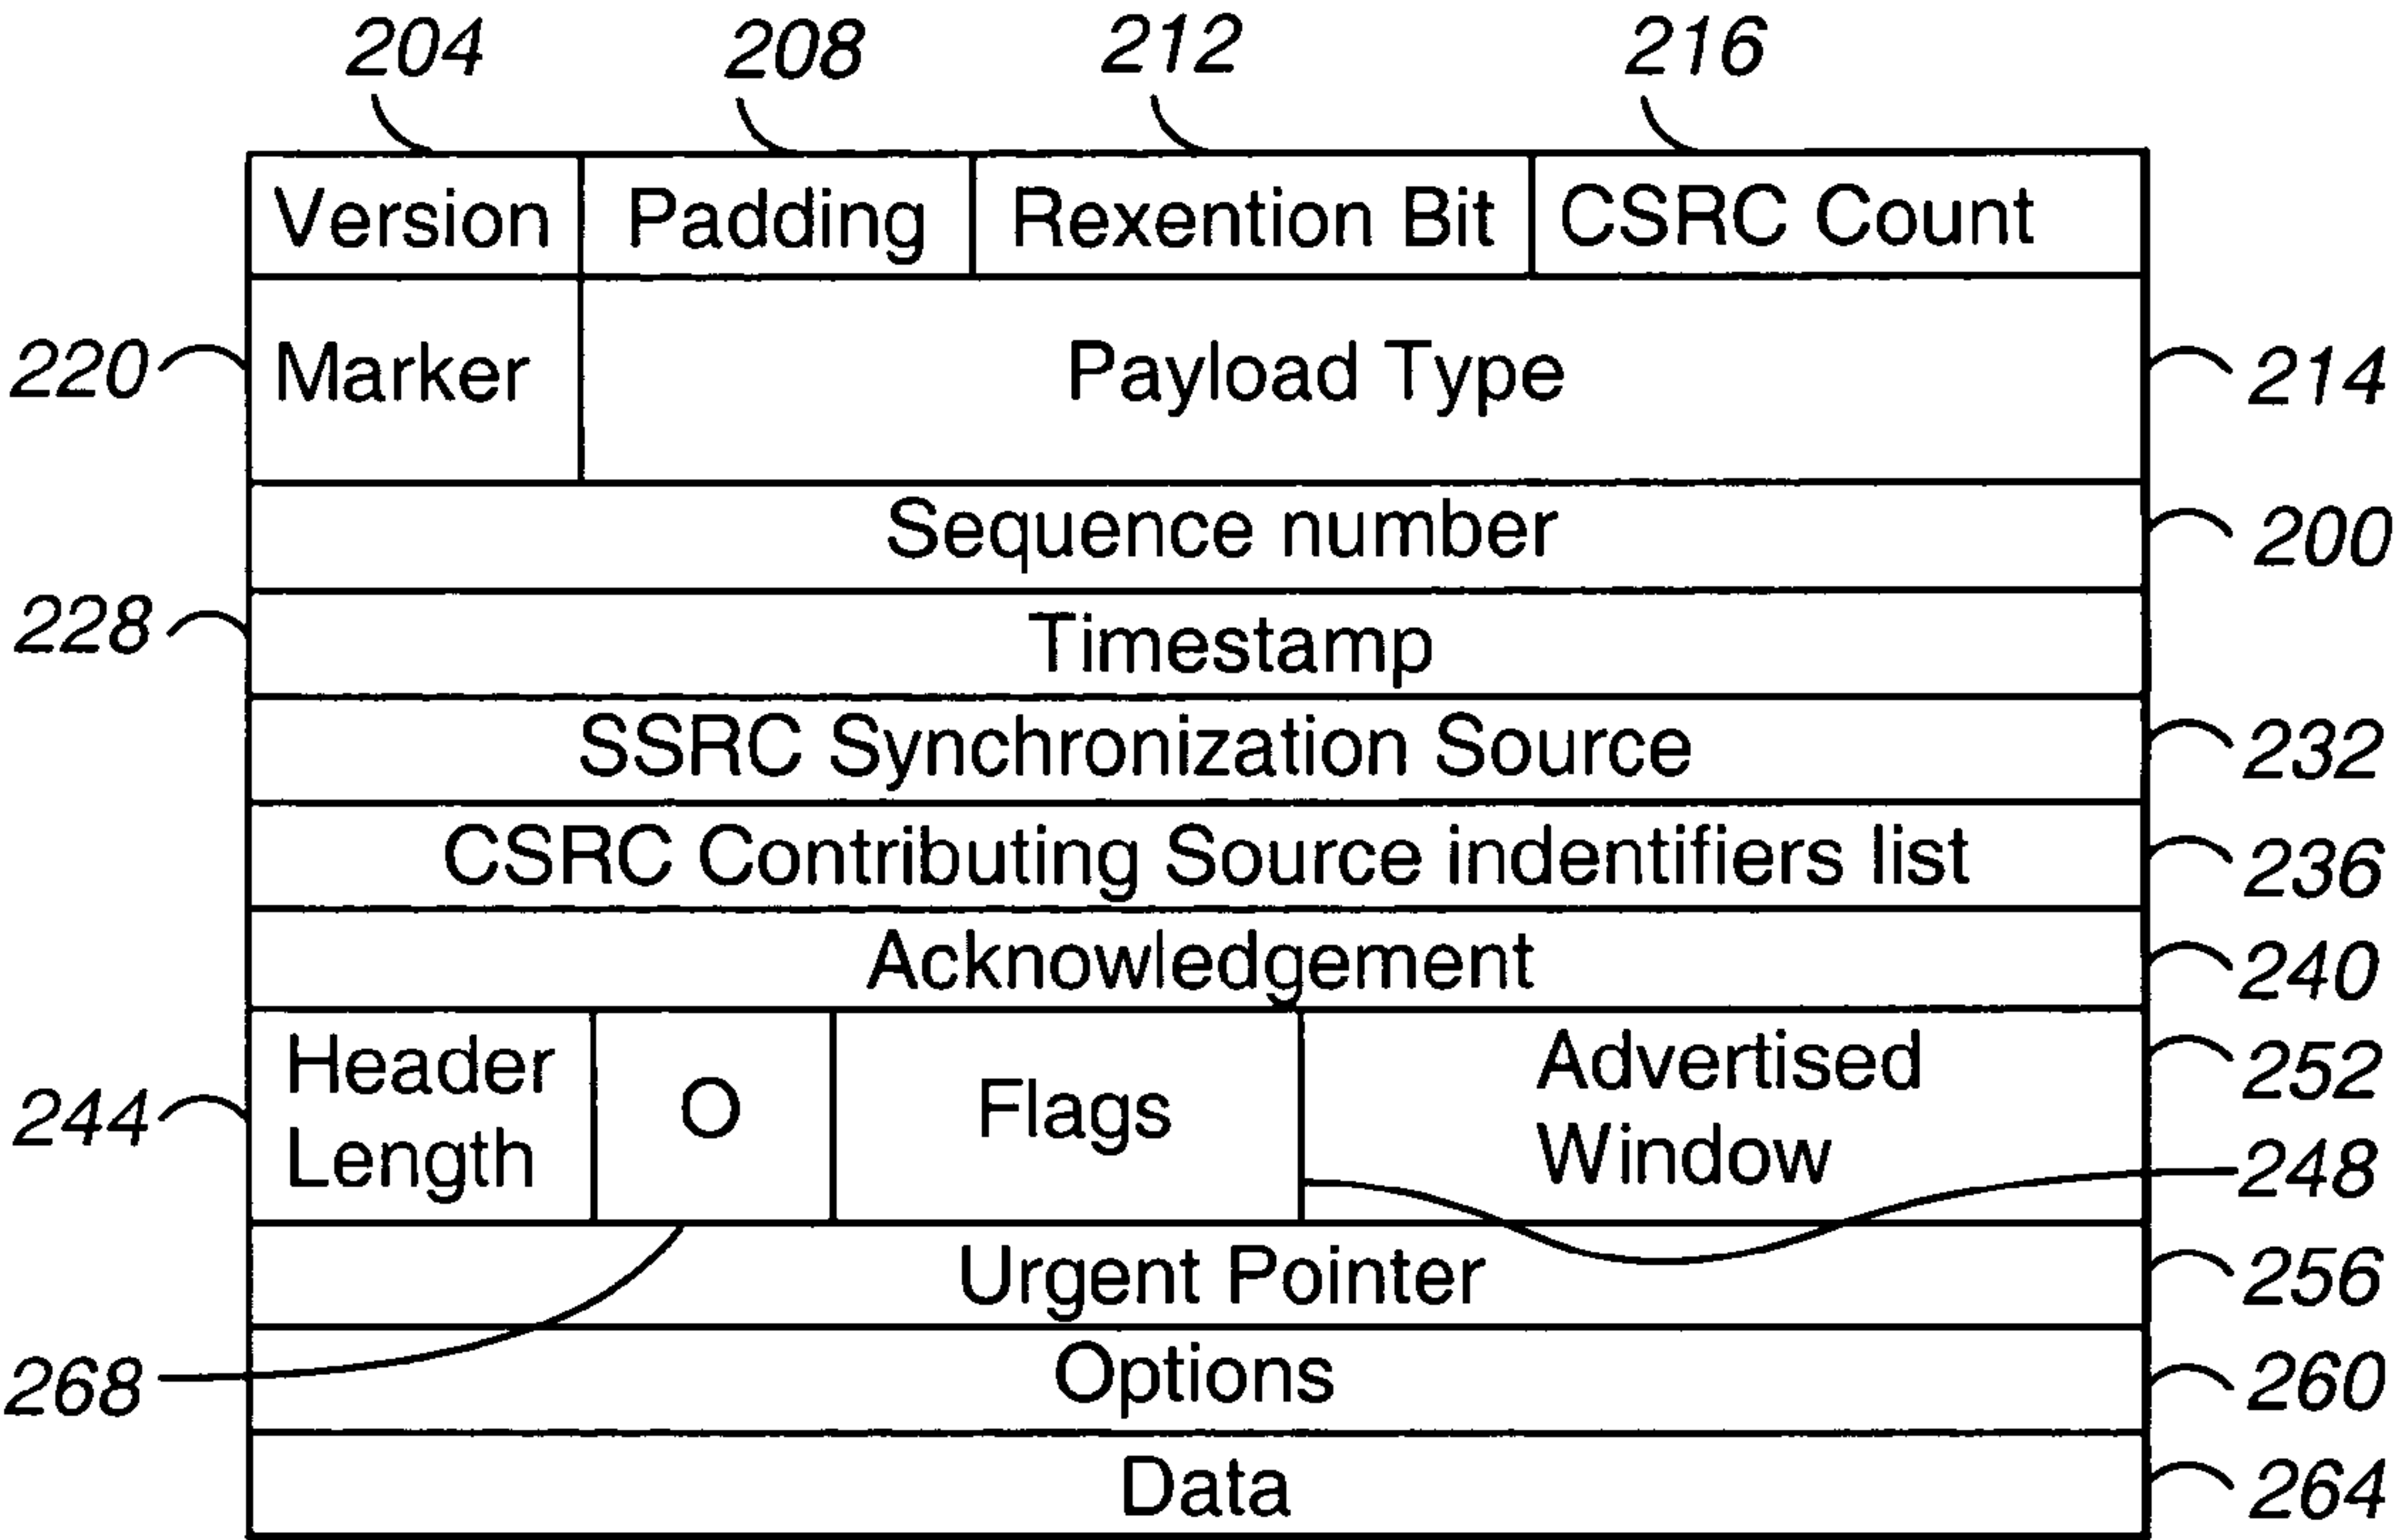 204 208 212 216
Version Padding Rexention Bit CSRC Count
220 Marker Payload Type 214
Sequence number 200
228 Timestamp
SSRC Synchronization Source 232
CSRC Contributing Source indentifiers list 236
Acknowledgement 240
Header Length O Flags Advertised Window 252
244 248
Urgent Pointer 256
268 Options 260
Data 264